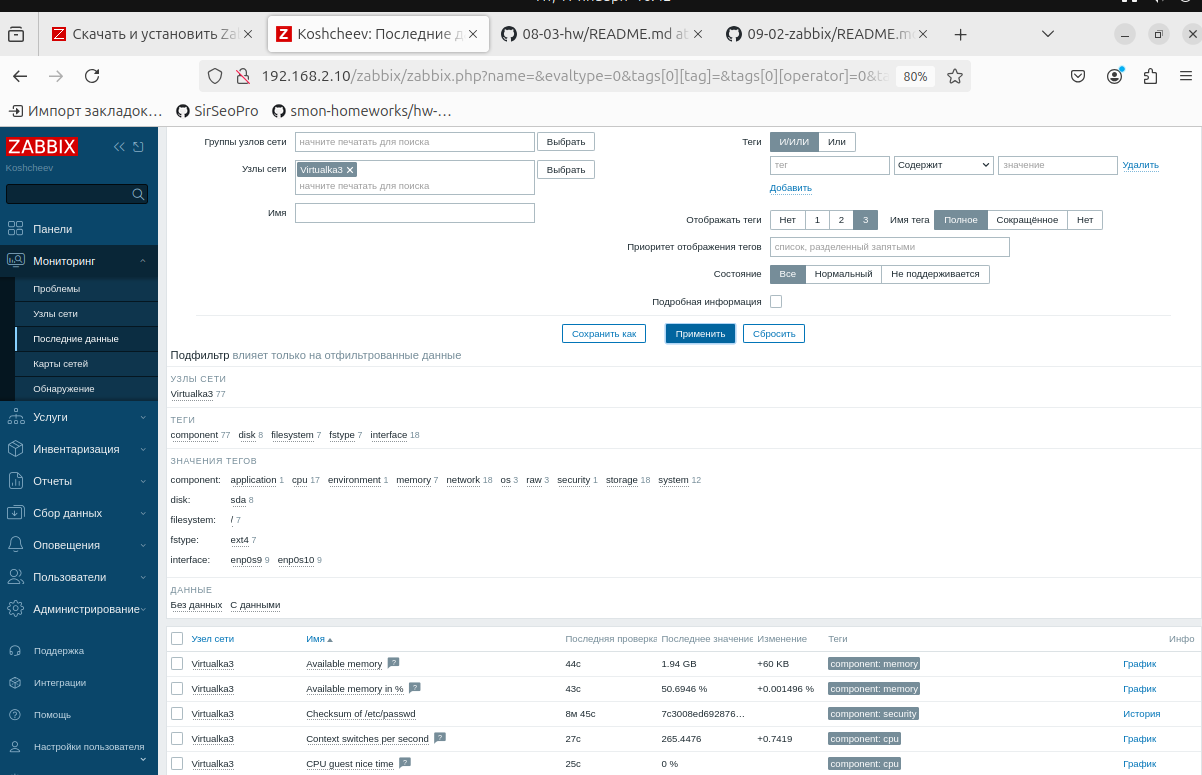 Скачать и установить Za
Koshcheev: Последние д
08-03-hw/README.md at
09-02-zabbix/README.m
192.168.2.10/zabbix/zabbix.php?name=&evaltype=0&tags[0][tag]=&tags[0][operator]=0&ta
80%
Импорт закладок…
SirSeoPro
smon-homeworks/hw-…
ZABBIX
Koshcheev
Панели
Мониторинг
Проблемы
Узлы сети
Последние данные
Карты сетей
Обнаружение
Услуги
Инвентаризация
Отчеты
Сбор данных
Оповещения
Пользователи
Администрирование
Поддержка
Интеграции
Помощь
Настройки пользователя
Группы узлов сети начните печатать для поиска Выбрать
Узлы сети Virtualka3 Выбрать
начните печатать для поиска
Имя
Теги И/ИЛИ Или
тег Содержит значение Удалить
Добавить
Отображать теги Нет 1 2 3 Имя тега Полное Сокращённое Нет
Приоритет отображения тегов список, разделенный запятыми
Состояние Все Нормальный Не поддерживается
Подробная информация
Сохранить как Применить Сбросить
Подфильтр влияет только на отфильтрованные данные
УЗЛЫ СЕТИ
Virtualka3 77
ТЕГИ
component 77 disk 8 filesystem 7 fstype 7 interface 18
ЗНАЧЕНИЯ ТЕГОВ
component: application 1 cpu 17 environment 1 memory 7 network 18 os 3 raw 3 security 1 storage 18 system 12
disk: sda 8
filesystem: / 7
fstype: ext4 7
interface: enp0s9 9 enp0s10 9
ДАННЫЕ
Без данных С данными
Узел сети Имя Последняя проверка Последнее значение Изменение Теги Инфо
Virtualka3 Available memory ? 44с 1.94 GB +60 KB component: memory График
Virtualka3 Available memory in % ? 43с 50.6946 % +0.001496 % component: memory График
Virtualka3 Checksum of /etc/passwd 8м 45с 7c3008ed692876… component: security История
Virtualka3 Context switches per second ? 27с 265.4476 +0.7419 component: cpu График
Virtualka3 CPU guest nice time ? 25с 0 % component: cpu График